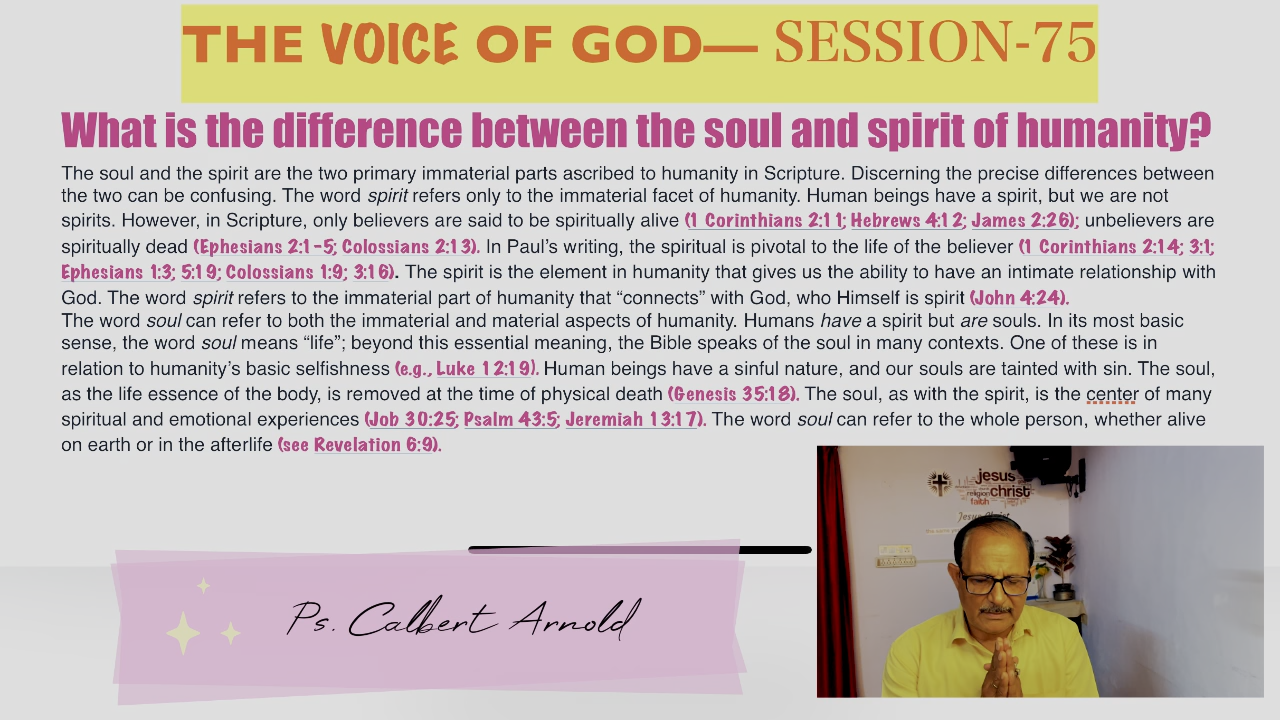 THE VOICE OF GOD— SESSION-75
What is the difference between the soul and spirit of humanity?
The soul and the spirit are the two primary immaterial parts ascribed to humanity in Scripture. Discerning the precise differences between
the two can be confusing. The word spirit refers only to the immaterial facet of humanity. Human beings have a spirit, but we are not
spirits. However, in Scripture, only believers are said to be spiritually alive (1 Corinthians 2:11; Hebrews 4:12; James 2:26); unbelievers are
spiritually dead (Ephesians 2:1-5; Colossians 2:13). In Paul’s writing, the spiritual is pivotal to the life of the believer (1 Corinthians 2:14; 3:1;
Ephesians 1:3; 5:19; Colossians 1:9; 3:16). The spirit is the element in humanity that gives us the ability to have an intimate relationship with
God. The word spirit refers to the immaterial part of humanity that “connects” with God, who Himself is spirit (John 4:24).
The word soul can refer to both the immaterial and material aspects of humanity. Humans have a spirit but are souls. In its most basic
sense, the word soul means “life”; beyond this essential meaning, the Bible speaks of the soul in many contexts. One of these is in
relation to humanity’s basic selfishness (e.g., Luke 12:19). Human beings have a sinful nature, and our souls are tainted with sin. The soul,
as the life essence of the body, is removed at the time of physical death (Genesis 35:18). The soul, as with the spirit, is the center of many
spiritual and emotional experiences (Job 30:25; Psalm 43:5; Jeremiah 13:17). The word soul can refer to the whole person, whether alive
on earth or in the afterlife (see Revelation 6:9).
jesus
religion christ
faith
Jesus Christ
Ps. Calbert Arnold